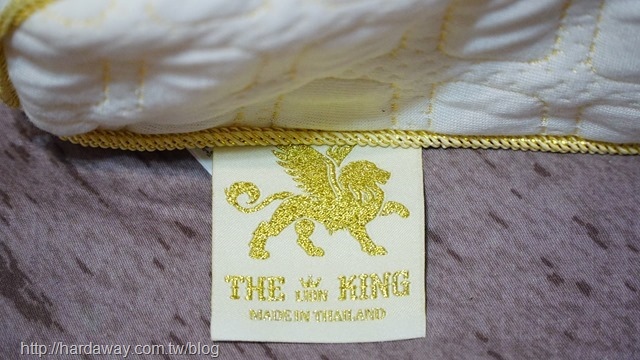 THE KING
MADE IN THAILAND
http://hardaway.com.tw/blog